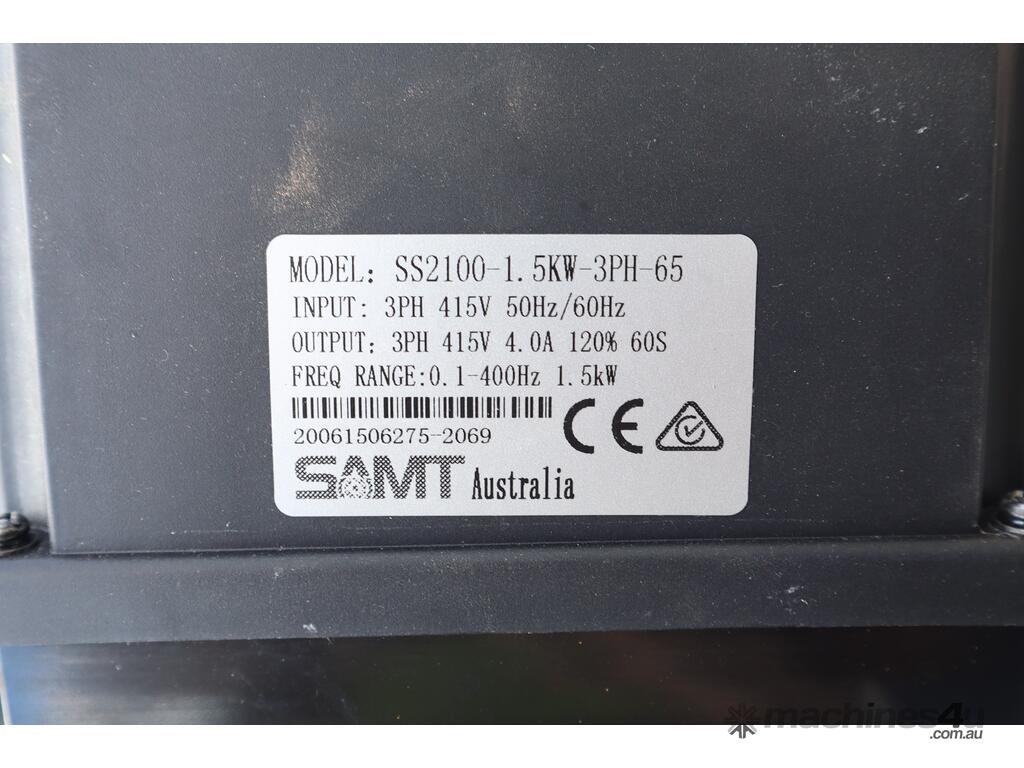 MODEL: SS2100-1.5KW-3PH-65
INPUT: 3PH 415V 50Hz/60Hz
OUTPUT: 3PH 415V 4.0A 120% 60S
FREQ RANGE:0.1-400Hz 1.5kW
20061506275-2069
CE
SAMT Australia
machines4u
.com.au